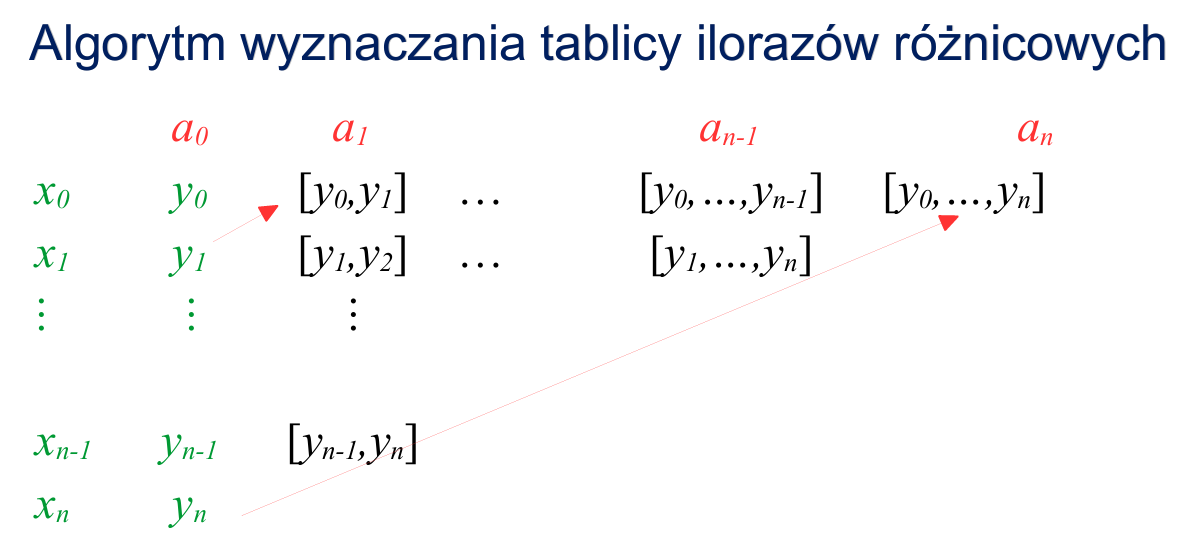 Algorytm wyznaczania tablicy ilorazów różnicowych
a₀ a₁ aₙ₋₁ aₙ
x₀ y₀ [y₀,y₁] … [y₀,…,yₙ₋₁] [y₀,…,yₙ]
x₁ y₁ [y₁,y₂] … [y₁,…,yₙ]
⋮ ⋮ ⋮
xₙ₋₁ yₙ₋₁ [yₙ₋₁,yₙ]
xₙ yₙ